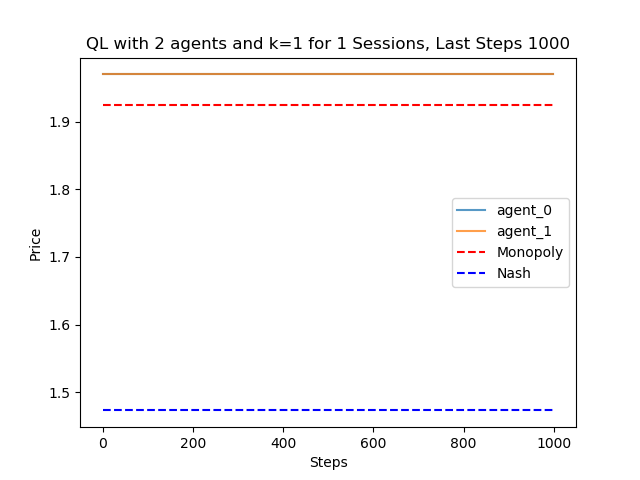 QL with 2 agents and k=1 for 1 Sessions, Last Steps 1000
Price
1.9
1.8
1.7
1.6
1.5
agent_0
agent_1
Monopoly
Nash
0 200 400 600 800 1000
Steps